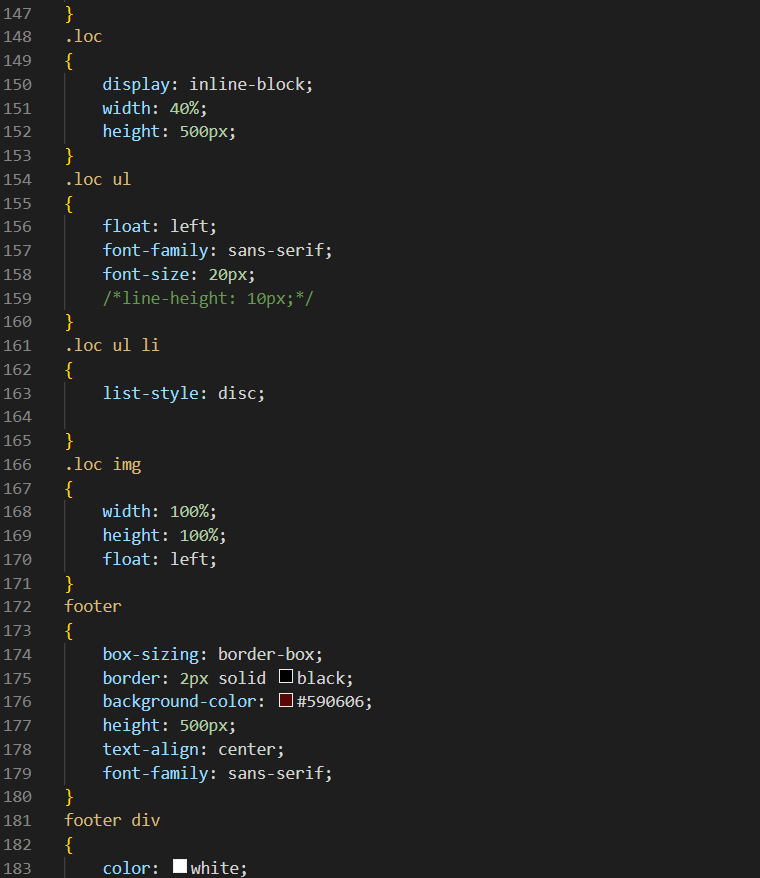 147 }
148 .loc
149 {
150 display: inline-block;
151 width: 40%;
152 height: 500px;
153 }
154 .loc ul
155 {
156 float: left;
157 font-family: sans-serif;
158 font-size: 20px;
159 /*line-height: 10px;*/
160 }
161 .loc ul li
162 {
163 list-style: disc;
164
165 }
166 .loc img
167 {
168 width: 100%;
169 height: 100%;
170 float: left;
171 }
172 footer
173 {
174 box-sizing: border-box;
175 border: 2px solid black;
176 background-color: #590606;
177 height: 500px;
178 text-align: center;
179 font-family: sans-serif;
180 }
181 footer div
182 {
183 color: white;